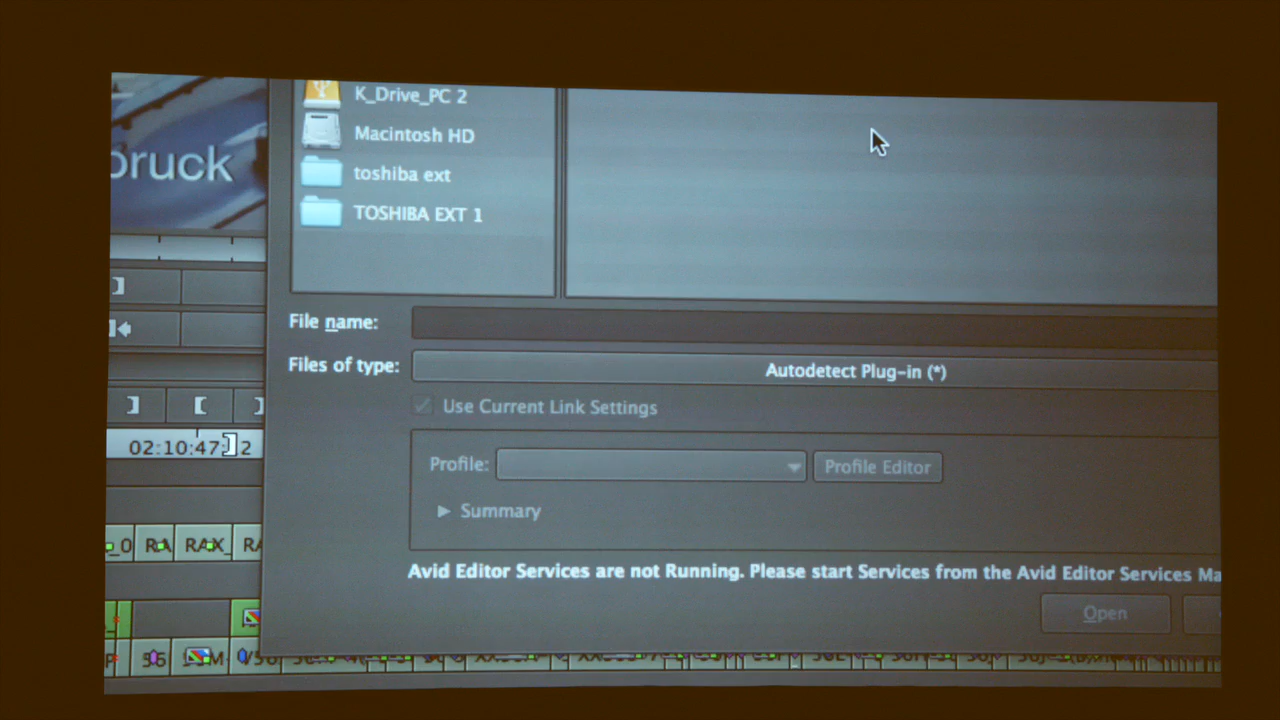 K_Drive_PC 2
Macintosh HD
toshiba ext
TOSHIBA EXT 1
pruck
File name:
Files of type:
Autodetect Plug-in (*)
Use Current Link Settings
02:10:47
Profile:
Profile Editor
Summary
RAX_
Avid Editor Services are not Running. Please start Services from the Avid Editor Services Ma
Open